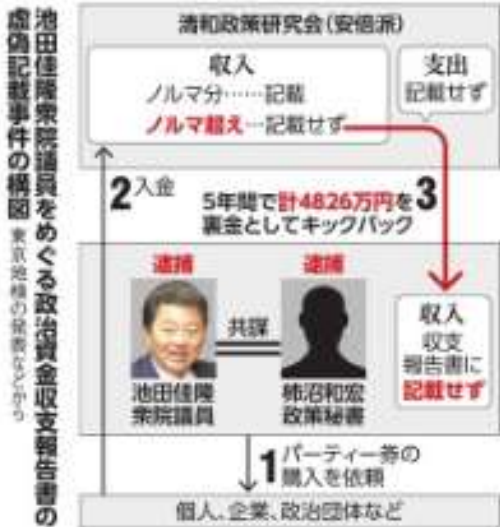 池田佳隆衆院議員をめぐる政治資金収支報告書の
虚偽記載事件の構図
東京地検の発表などから
清和政策研究会(安倍派)
収入
ノルマ分……記載
ノルマ超え…記載せず
支出
記載せず
2入金
5年間で計4826万円を
裏金としてキックバック
3
逮捕
池田佳隆
衆院議員
共謀
逮捕
柿沼和宏
政策秘書
収入
収支
報告書に
記載せず
1パーティー券の
購入を依頼
個人、企業、政治団体など